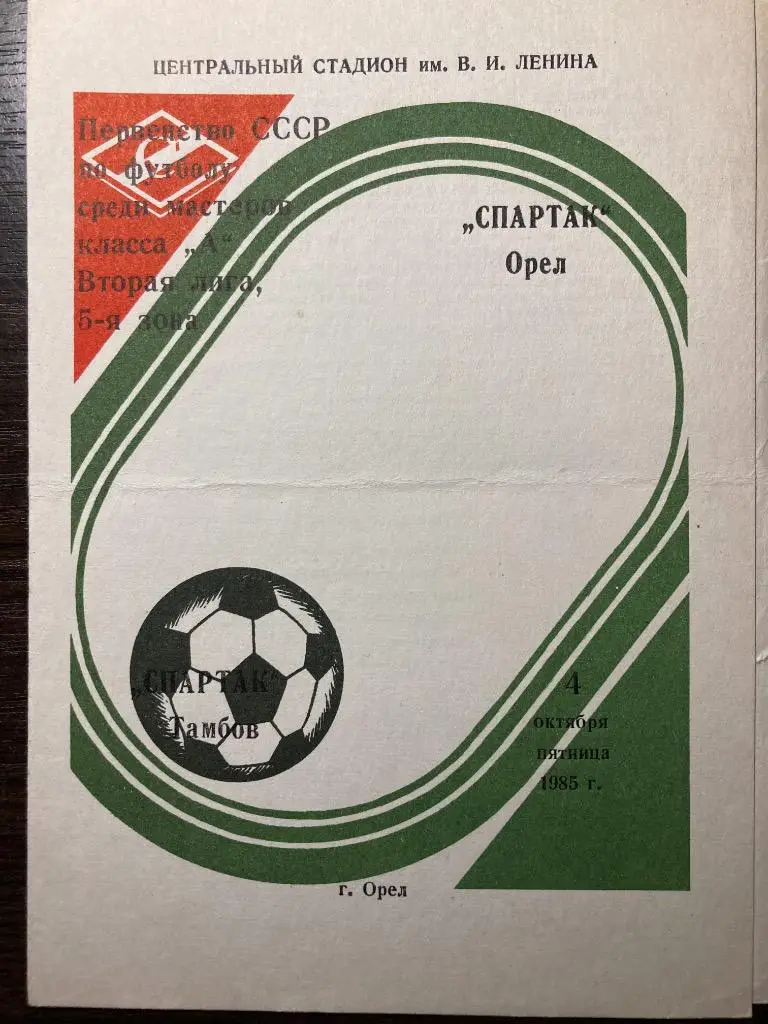 ЦЕНТРАЛЬНЫЙ СТАДИОН им. В. И. ЛЕНИНА
Первенство СССР
по футболу
среди мастеров
класса „А“
Вторая лига,
5-я зона
„СПАРТАК“
Орел
„СПАРТАК“
Тамбов
4
октября
пятница
1985 г.
г. Орел